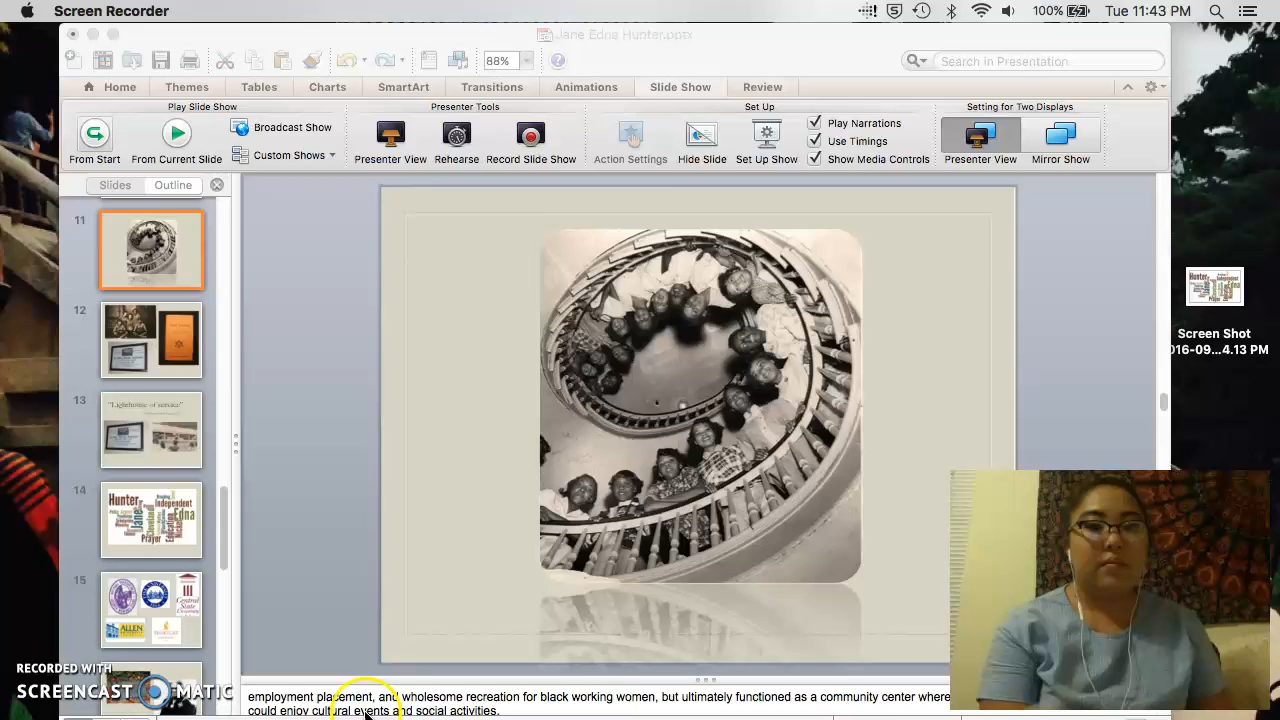 Screen Recorder
100%
Tue 11:43 PM
Jane Edna Hunter.pptx
88%
Search in Presentation
Home
Themes
Tables
Charts
SmartArt
Transitions
Animations
Slide Show
Review
Play Slide Show
Presenter Tools
Set Up
Setting for Two Displays
From Start
From Current Slide
Broadcast Show
Custom Shows
Presenter View
Rehearse
Record Slide Show
Action Settings
Hide Slide
Set Up Show
Play Narrations
Use Timings
Show Media Controls
Presenter View
Mirror Show
Slides
Outline
11
12
13
"Lighthouse of service"
14
Hunter
Independent
Jane
Edna
Prayer
15
Central
State
ALLEN
Screen Shot
016-09...4.13 PM
employment placement, and wholesome recreation for black working women, but ultimately functioned as a community center where
could enjoy cultural events and social activities.
RECORDED WITH
SCREENCAST MATIC